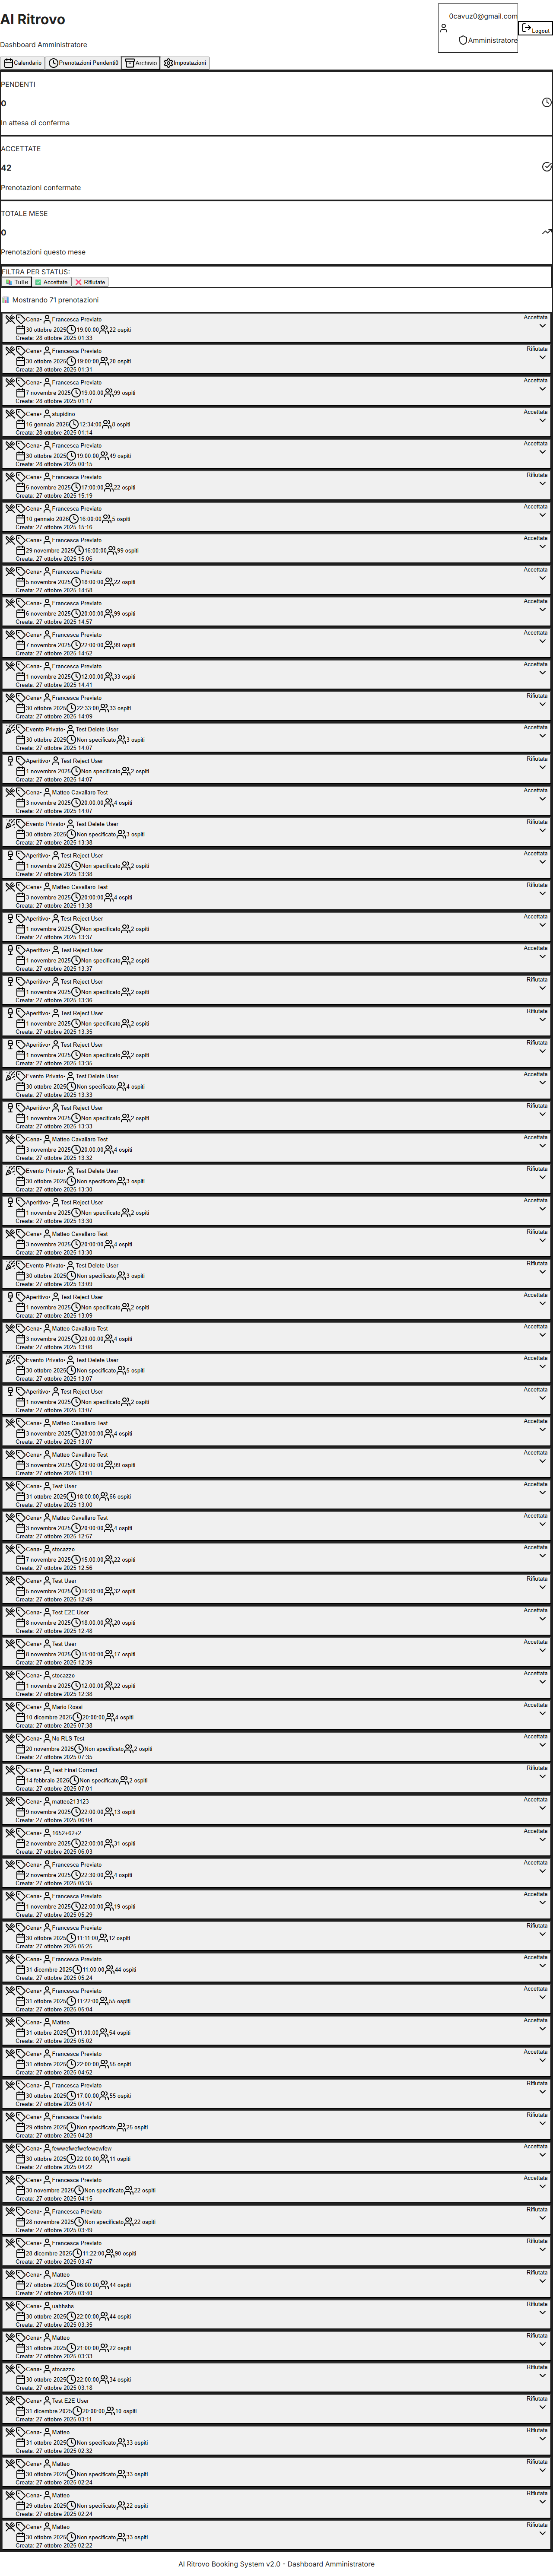 Al Ritrovo
0cavuz0@gmail.com
Amministratore
Logout
Dashboard Amministratore
Calendario
Prenotazioni Pendenti0
Archivio
Impostazioni
PENDENTI
0
In attesa di conferma
ACCETTATE
42
Prenotazioni confermate
TOTALE MESE
0
Prenotazioni questo mese
FILTRA PER STATUS:
Tutte
Accettate
Rifiutate
Mostrando 71 prenotazioni
Cena• Francesca Previato Accettata
30 ottobre 2025 19:00:00 22 ospiti
Creata: 28 ottobre 2025 01:33
Cena• Francesca Previato Rifiutata
30 ottobre 2025 19:00:00 20 ospiti
Creata: 28 ottobre 2025 01:31
Cena• Francesca Previato Accettata
7 novembre 2025 19:00:00 99 ospiti
Creata: 28 ottobre 2025 01:17
Cena• stupidino Accettata
16 gennaio 2026 12:34:00 8 ospiti
Creata: 28 ottobre 2025 01:14
Cena• Francesca Previato Accettata
30 ottobre 2025 19:00:00 49 ospiti
Creata: 28 ottobre 2025 00:15
Cena• Francesca Previato Accettata
5 novembre 2025 17:00:00 22 ospiti
Creata: 27 ottobre 2025 15:19
Cena• Francesca Previato Accettata
10 gennaio 2026 16:00:00 5 ospiti
Creata: 27 ottobre 2025 15:16
Cena• Francesca Previato Accettata
29 novembre 2025 16:00:00 99 ospiti
Creata: 27 ottobre 2025 15:06
Cena• Francesca Previato Accettata
5 novembre 2025 18:00:00 22 ospiti
Creata: 27 ottobre 2025 14:58
Cena• Francesca Previato Accettata
6 novembre 2025 20:00:00 99 ospiti
Creata: 27 ottobre 2025 14:57
Cena• Francesca Previato Accettata
7 novembre 2025 22:00:00 99 ospiti
Creata: 27 ottobre 2025 14:52
Cena• Francesca Previato Accettata
1 novembre 2025 12:00:00 33 ospiti
Creata: 27 ottobre 2025 14:41
Cena• Francesca Previato Rifiutata
30 ottobre 2025 22:33:00 33 ospiti
Creata: 27 ottobre 2025 14:09
Evento Privato• Test Delete User Accettata
30 ottobre 2025 Non specificato 3 ospiti
Creata: 27 ottobre 2025 14:07
Aperitivo• Test Reject User Rifiutata
1 novembre 2025 Non specificato 2 ospiti
Creata: 27 ottobre 2025 14:07
Cena• Matteo Cavallaro Test Accettata
3 novembre 2025 20:00:00 4 ospiti
Creata: 27 ottobre 2025 14:07
Evento Privato• Test Delete User Rifiutata
30 ottobre 2025 Non specificato 3 ospiti
Creata: 27 ottobre 2025 13:38
Aperitivo• Test Reject User Accettata
1 novembre 2025 Non specificato 2 ospiti
Creata: 27 ottobre 2025 13:38
Cena• Matteo Cavallaro Test Rifiutata
3 novembre 2025 20:00:00 4 ospiti
Creata: 27 ottobre 2025 13:38
Aperitivo• Test Reject User Accettata
1 novembre 2025 Non specificato 2 ospiti
Creata: 27 ottobre 2025 13:37
Aperitivo• Test Reject User Accettata
1 novembre 2025 Non specificato 2 ospiti
Creata: 27 ottobre 2025 13:37
Aperitivo• Test Reject User Rifiutata
1 novembre 2025 Non specificato 2 ospiti
Creata: 27 ottobre 2025 13:36
Aperitivo• Test Reject User Rifiutata
1 novembre 2025 Non specificato 2 ospiti
Creata: 27 ottobre 2025 13:35
Aperitivo• Test Reject User Rifiutata
1 novembre 2025 Non specificato 2 ospiti
Creata: 27 ottobre 2025 13:35
Evento Privato• Test Delete User Accettata
30 ottobre 2025 Non specificato 4 ospiti
Creata: 27 ottobre 2025 13:33
Aperitivo• Test Reject User Rifiutata
1 novembre 2025 Non specificato 2 ospiti
Creata: 27 ottobre 2025 13:33
Cena• Matteo Cavallaro Test Accettata
3 novembre 2025 20:00:00 4 ospiti
Creata: 27 ottobre 2025 13:32
Evento Privato• Test Delete User Rifiutata
30 ottobre 2025 Non specificato 3 ospiti
Creata: 27 ottobre 2025 13:30
Aperitivo• Test Reject User Accettata
1 novembre 2025 Non specificato 2 ospiti
Creata: 27 ottobre 2025 13:30
Cena• Matteo Cavallaro Test Rifiutata
3 novembre 2025 20:00:00 4 ospiti
Creata: 27 ottobre 2025 13:30
Evento Privato• Test Delete User Rifiutata
30 ottobre 2025 Non specificato 3 ospiti
Creata: 27 ottobre 2025 13:09
Aperitivo• Test Reject User Accettata
1 novembre 2025 Non specificato 2 ospiti
Creata: 27 ottobre 2025 13:09
Cena• Matteo Cavallaro Test Accettata
3 novembre 2025 20:00:00 4 ospiti
Creata: 27 ottobre 2025 13:08
Evento Privato• Test Delete User Accettata
30 ottobre 2025 Non specificato 5 ospiti
Creata: 27 ottobre 2025 13:07
Aperitivo• Test Reject User Rifiutata
1 novembre 2025 Non specificato 2 ospiti
Creata: 27 ottobre 2025 13:07
Cena• Matteo Cavallaro Test Accettata
3 novembre 2025 20:00:00 4 ospiti
Creata: 27 ottobre 2025 13:07
Cena• Matteo Cavallaro Test Accettata
3 novembre 2025 20:00:00 99 ospiti
Creata: 27 ottobre 2025 13:01
Cena• Test User Accettata
31 ottobre 2025 18:00:00 66 ospiti
Creata: 27 ottobre 2025 13:00
Cena• Matteo Cavallaro Test Accettata
3 novembre 2025 20:00:00 4 ospiti
Creata: 27 ottobre 2025 12:57
Cena• stocazzo Accettata
7 novembre 2025 15:00:00 22 ospiti
Creata: 27 ottobre 2025 12:56
Cena• Test User Rifiutata
5 novembre 2025 16:30:00 32 ospiti
Creata: 27 ottobre 2025 12:49
Cena• Test E2E User Accettata
8 novembre 2025 18:00:00 20 ospiti
Creata: 27 ottobre 2025 12:48
Cena• Test User Accettata
8 novembre 2025 15:00:00 17 ospiti
Creata: 27 ottobre 2025 12:39
Cena• stocazzo Accettata
1 novembre 2025 12:00:00 22 ospiti
Creata: 27 ottobre 2025 12:38
Cena• Mario Rossi Accettata
10 dicembre 2025 20:00:00 4 ospiti
Creata: 27 ottobre 2025 07:38
Cena• No RLS Test Accettata
20 novembre 2025 Non specificato 2 ospiti
Creata: 27 ottobre 2025 07:35
Cena• Test Final Correct Rifiutata
14 febbraio 2026 Non specificato 2 ospiti
Creata: 27 ottobre 2025 07:01
Cena• matteo213123 Accettata
9 novembre 2025 22:00:00 13 ospiti
Creata: 27 ottobre 2025 06:04
Cena• 1652+62+2 Accettata
2 novembre 2025 22:00:00 31 ospiti
Creata: 27 ottobre 2025 06:03
Cena• Francesca Previato Accettata
2 novembre 2025 22:30:00 4 ospiti
Creata: 27 ottobre 2025 05:35
Cena• Francesca Previato Accettata
1 novembre 2025 22:00:00 19 ospiti
Creata: 27 ottobre 2025 05:29
Cena• Francesca Previato Rifiutata
30 ottobre 2025 11:11:00 12 ospiti
Creata: 27 ottobre 2025 05:25
Cena• Francesca Previato Accettata
31 dicembre 2025 11:00:00 44 ospiti
Creata: 27 ottobre 2025 05:24
Cena• Francesca Previato Accettata
31 ottobre 2025 11:22:00 55 ospiti
Creata: 27 ottobre 2025 05:04
Cena• Matteo Accettata
31 ottobre 2025 11:00:00 54 ospiti
Creata: 27 ottobre 2025 05:02
Cena• Francesca Previato Accettata
31 ottobre 2025 22:00:00 55 ospiti
Creata: 27 ottobre 2025 04:52
Cena• Francesca Previato Rifiutata
30 ottobre 2025 17:00:00 55 ospiti
Creata: 27 ottobre 2025 04:47
Cena• Francesca Previato Rifiutata
29 ottobre 2025 Non specificato 25 ospiti
Creata: 27 ottobre 2025 04:28
Cena• fewwefwefwefewewfew Accettata
30 ottobre 2025 22:00:00 11 ospiti
Creata: 27 ottobre 2025 04:22
Cena• Francesca Previato Accettata
30 novembre 2025 Non specificato 22 ospiti
Creata: 27 ottobre 2025 04:15
Cena• Francesca Previato Rifiutata
28 novembre 2025 Non specificato 22 ospiti
Creata: 27 ottobre 2025 03:49
Cena• Francesca Previato Rifiutata
28 dicembre 2025 11:22:00 90 ospiti
Creata: 27 ottobre 2025 03:47
Cena• Matteo Rifiutata
27 ottobre 2025 06:00:00 44 ospiti
Creata: 27 ottobre 2025 03:40
Cena• uahhshs Rifiutata
30 ottobre 2025 22:00:00 44 ospiti
Creata: 27 ottobre 2025 03:35
Cena• Matteo Accettata
31 ottobre 2025 21:00:00 22 ospiti
Creata: 27 ottobre 2025 03:33
Cena• stocazzo Rifiutata
30 ottobre 2025 22:00:00 34 ospiti
Creata: 27 ottobre 2025 03:18
Cena• Test E2E User Rifiutata
31 dicembre 2025 20:00:00 10 ospiti
Creata: 27 ottobre 2025 03:11
Cena• Matteo Rifiutata
31 ottobre 2025 Non specificato 33 ospiti
Creata: 27 ottobre 2025 02:32
Cena• Matteo Rifiutata
30 ottobre 2025 Non specificato 33 ospiti
Creata: 27 ottobre 2025 02:24
Cena• Matteo Rifiutata
29 ottobre 2025 Non specificato 22 ospiti
Creata: 27 ottobre 2025 02:24
Cena• Matteo Rifiutata
30 ottobre 2025 Non specificato 33 ospiti
Creata: 27 ottobre 2025 02:22
Al Ritrovo Booking System v2.0 - Dashboard Amministratore